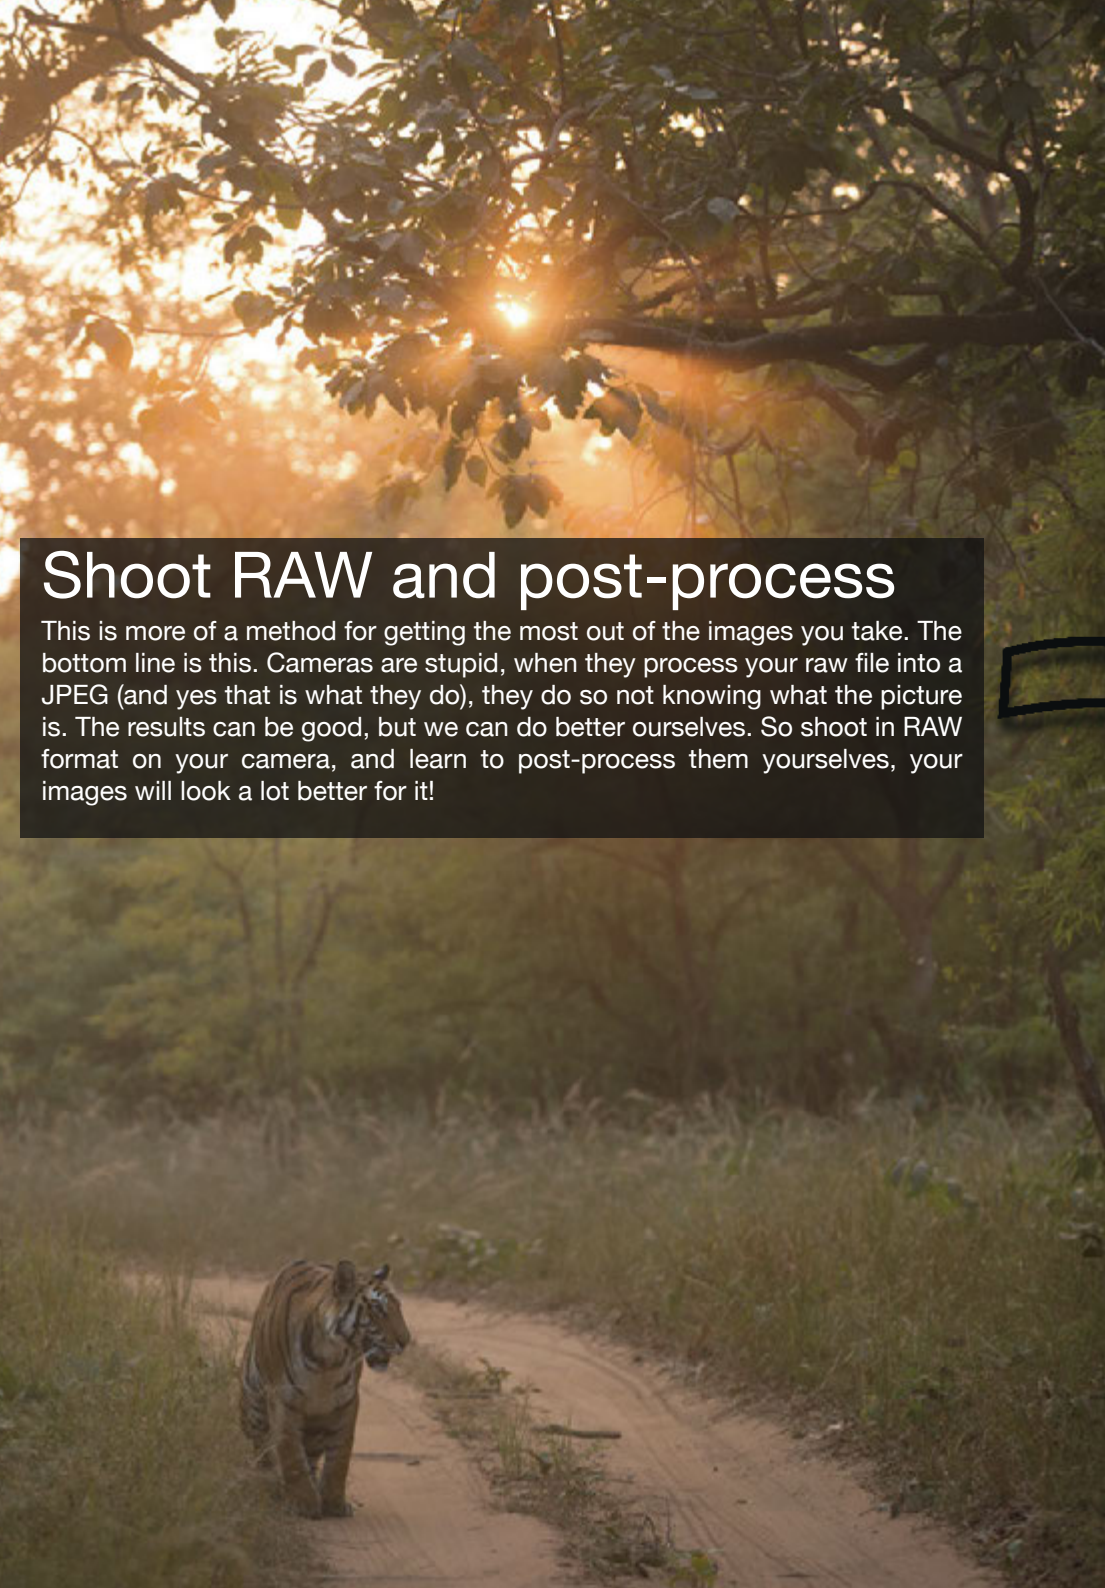 Shoot RAW and post-process
This is more of a method for getting the most out of the images you take. The
bottom line is this. Cameras are stupid, when they process your raw file into a
JPEG (and yes that is what they do), they do so not knowing what the picture
is. The results can be good, but we can do better ourselves. So shoot in RAW
format on your camera, and learn to post-process them yourselves, your
images will look a lot better for it!